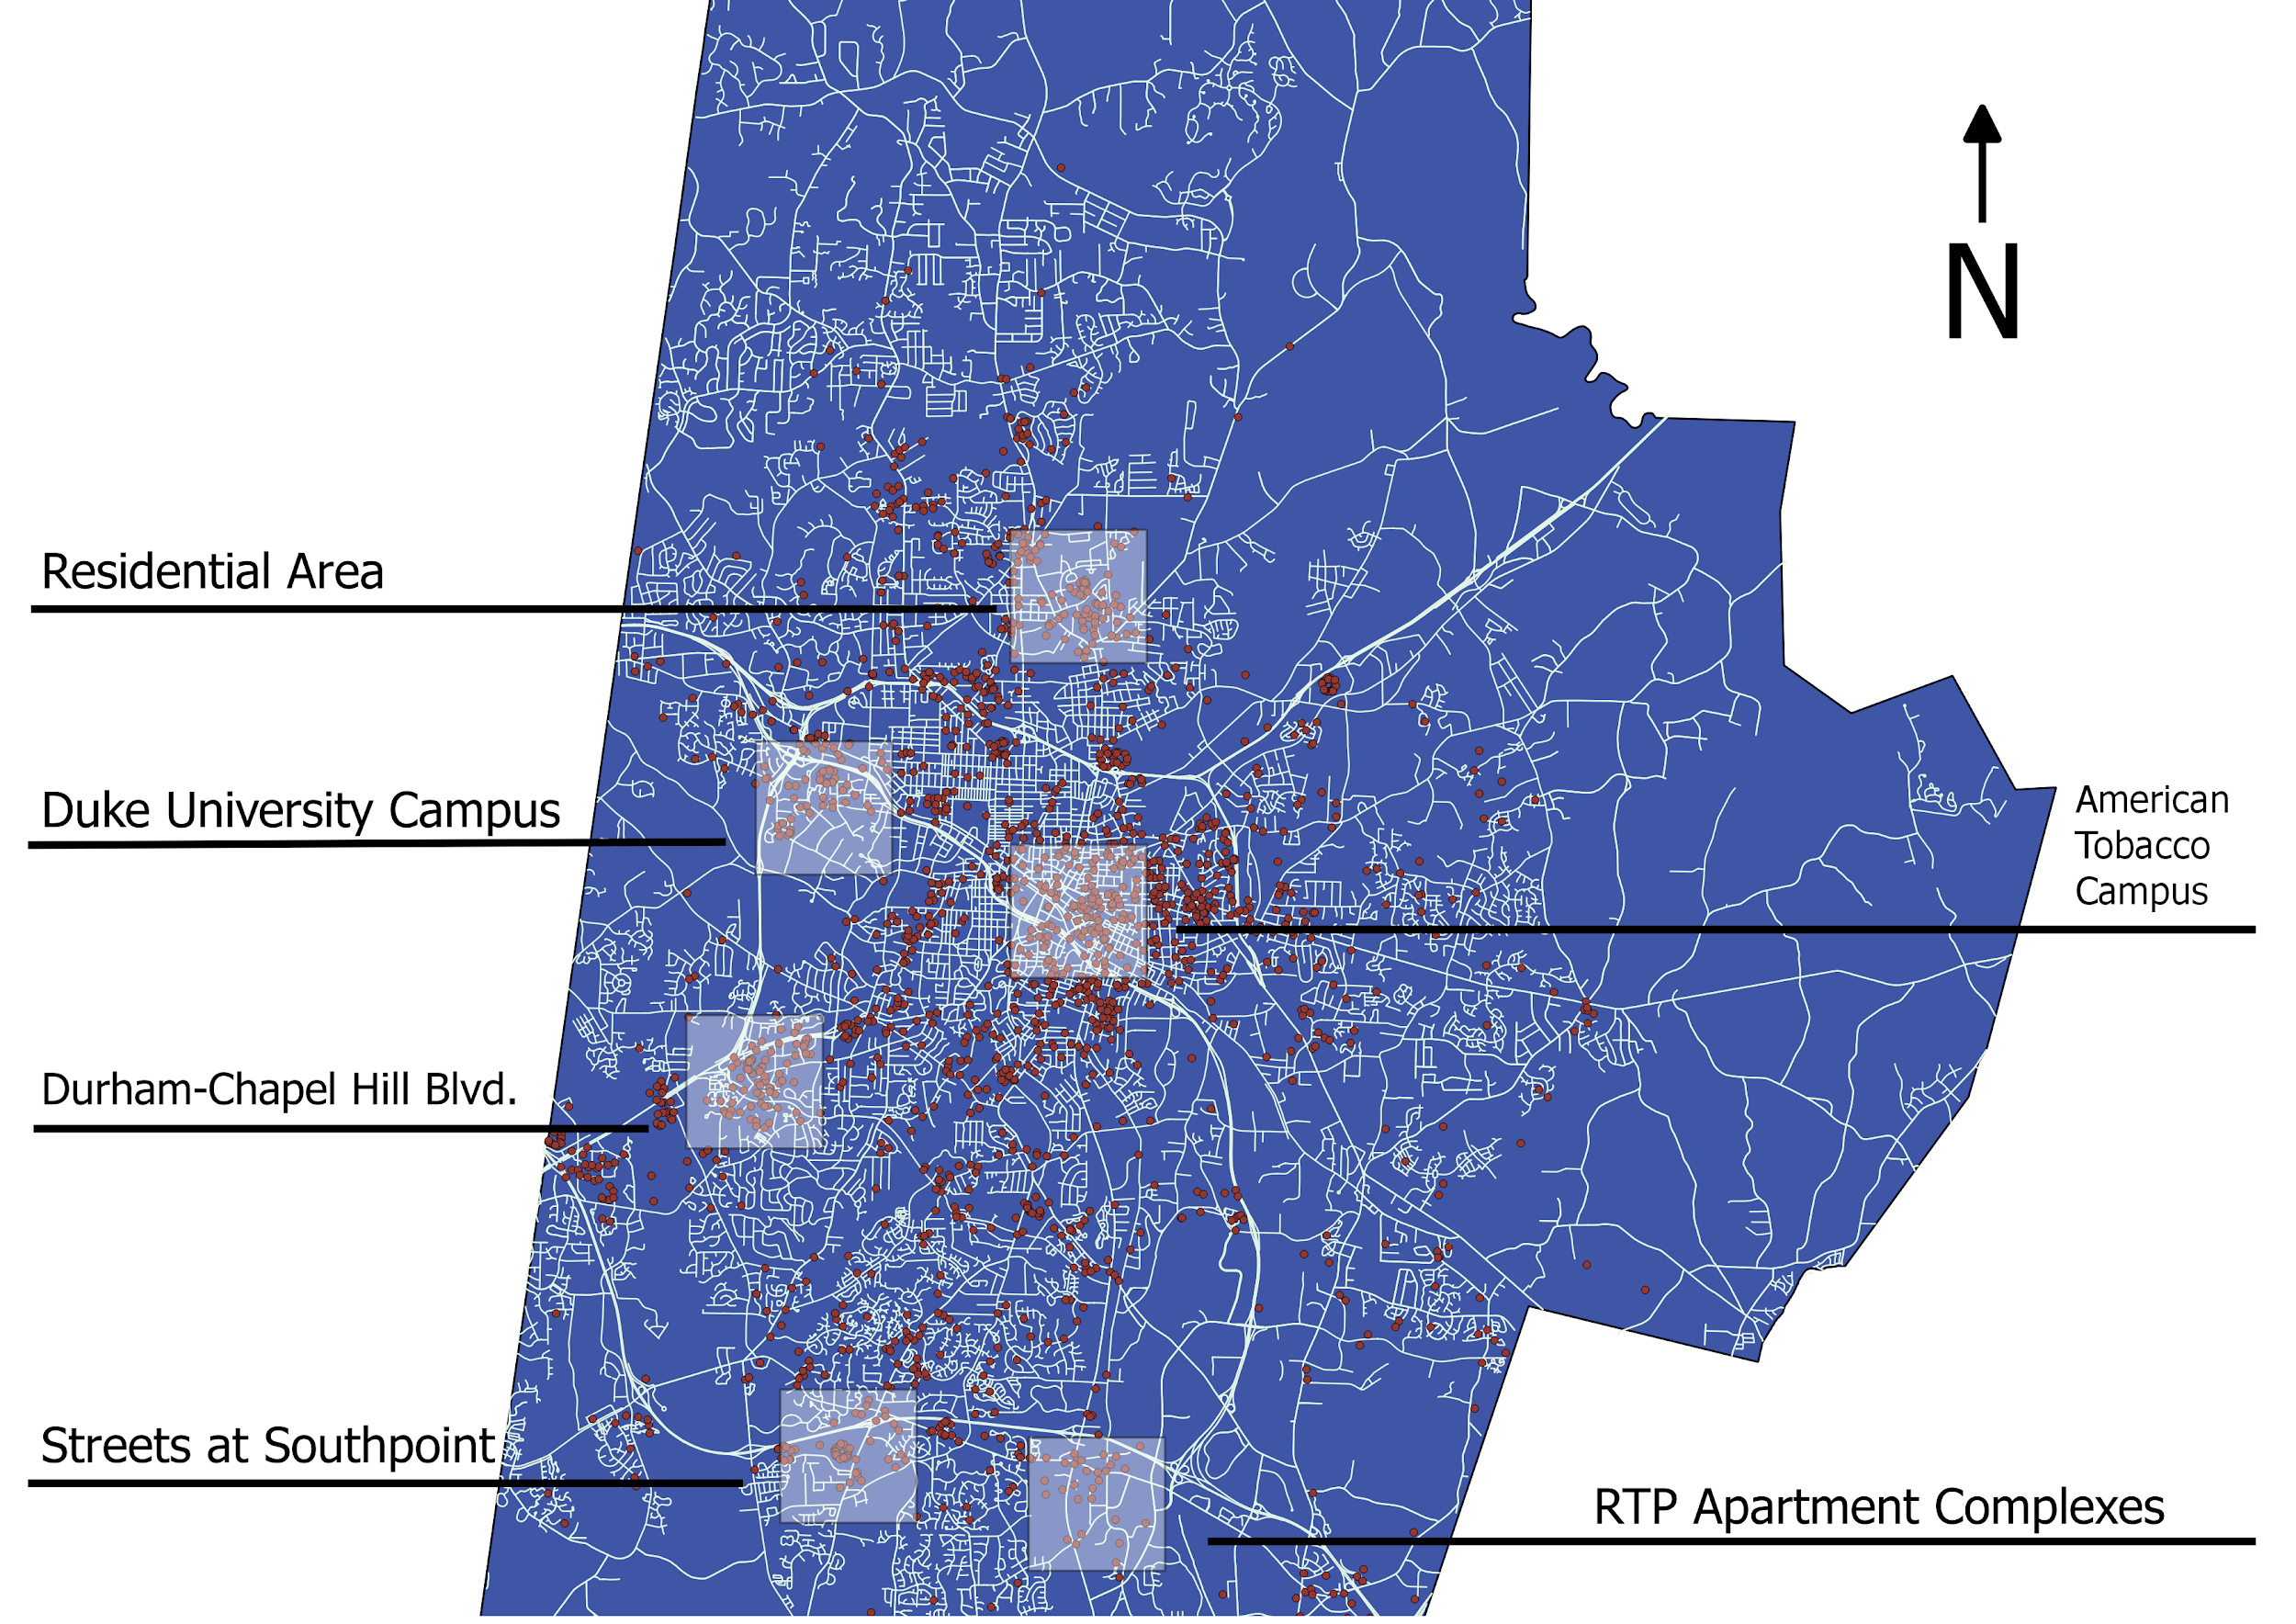 N
Residential Area
Duke University Campus
American
Tobacco
Campus
Durham-Chapel Hill Blvd.
Streets at Southpoint
RTP Apartment Complexes